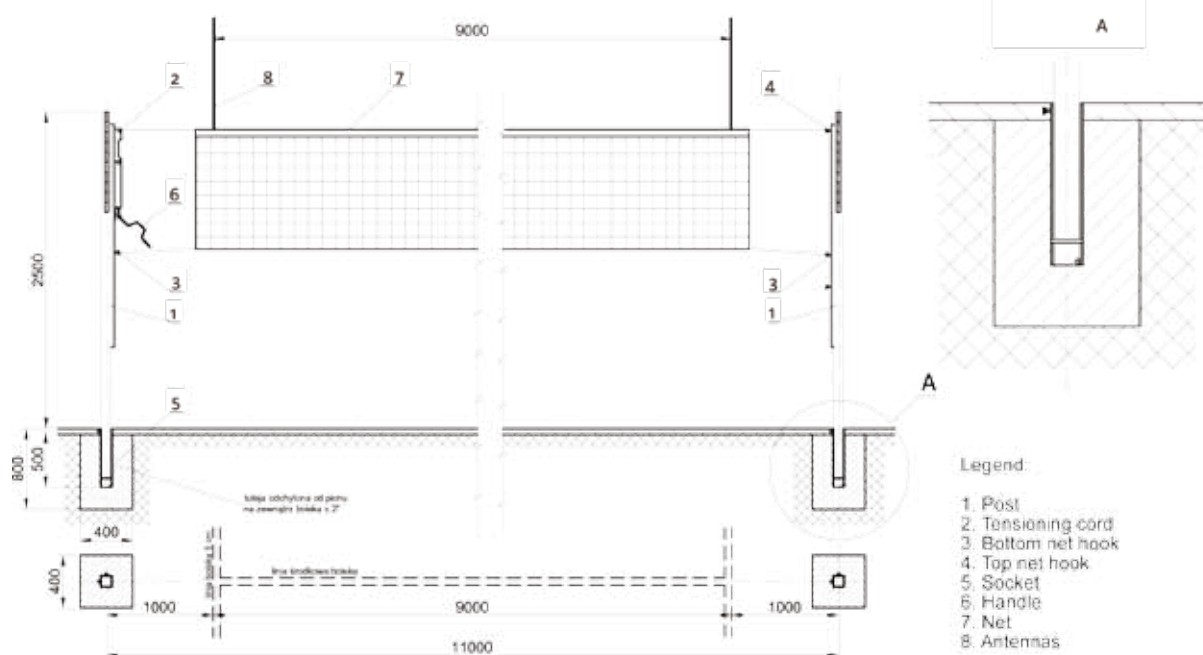 9000
A
2
8
7
4
6
2500
3
3
1
1
5
A
800
500
tuleja odchylona od pionu
na zewnątrz boiska
400
400
linia środkowa boiska
1000
9000
1000
11000
Legend:
1. Post
2. Tensioning cord
3. Bottom net hook
4. Top net hook
5. Socket
6. Handle
7. Net
8. Antennas